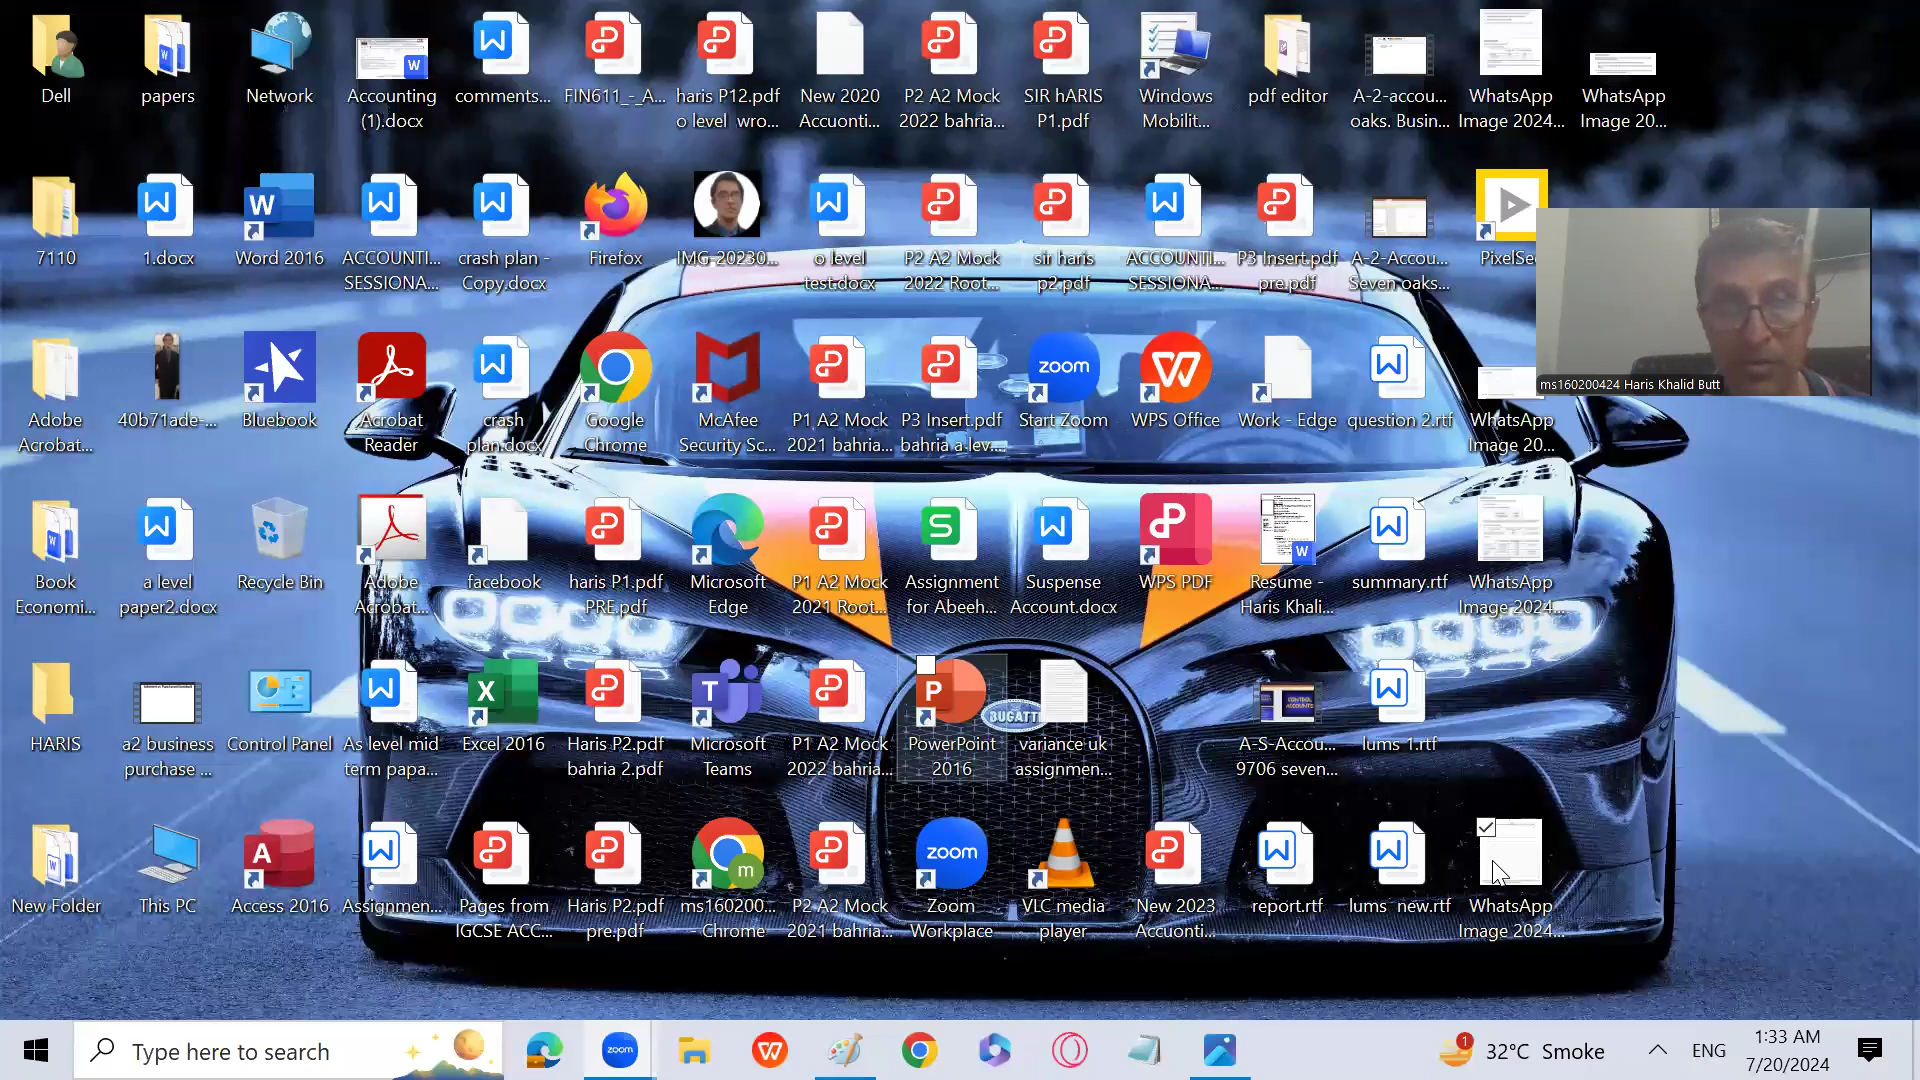 Dell
papers
Network
Accounting
(1).docx
comments...
FIN611_-_A...
haris P12.pdf
o level  wro...
New 2020
Accuonti...
P2 A2 Mock
2022 bahria...
SIR hARIS
P1.pdf
Windows
Mobilit...
pdf editor
A-2-accou...
oaks. Busin...
WhatsApp
Image 2024...
WhatsApp
Image 20...
7110
1.docx
Word 2016
ACCOUNTI...
SESSIONA...
crash plan -
Copy.docx
Firefox
IMG-20230...
o level
test.docx
P2 A2 Mock
2022 Root...
sir haris
p2.pdf
ACCOUNTI...
SESSIONA...
P3 Insert.pdf
pre.pdf
A-2-Accou...
Seven oaks...
PixelSe
ms160200424 Haris Khalid Butt
Adobe
Acrobat...
40b71ade-...
Bluebook
Acrobat
Reader
crash
plan.docx
Google
Chrome
McAfee
Security Sc...
P1 A2 Mock
2021 bahria...
P3 Insert.pdf
bahria a lev...
zoom
Start Zoom
WPS Office
Work - Edge
question 2.rtf
WhatsApp
Image 20...
Book
Economi...
a level
paper2.docx
Recycle Bin
Adobe
Acrobat...
facebook
haris P1.pdf
PRE.pdf
Microsoft
Edge
P1 A2 Mock
2021 Root...
Assignment
for Abeeh...
Suspense
Account.docx
WPS PDF
Resume -
Haris Khali...
summary.rtf
WhatsApp
Image 2024...
HARIS
a2 business
purchase ...
Control Panel
As level mid
term papa...
Excel 2016
Haris P2.pdf
bahria 2.pdf
Microsoft
Teams
P1 A2 Mock
2022 bahria...
PowerPoint
2016
BUGATTI
variance uk
assignmen...
CONTROL
ACCOUNTS
A-S-Accou...
9706 seven...
lums 1.rtf
New Folder
This PC
Access 2016
Assignmen...
Pages from
IGCSE ACC...
Haris P2.pdf
pre.pdf
ms160200...
- Chrome
P2 A2 Mock
2021 bahria...
zoom
Zoom
Workplace
VLC media
player
New 2023
Accuonti...
report.rtf
lums  new.rtf
WhatsApp
Image 2024...
Type here to search
zoom
1
32°C  Smoke
ENG
1:33 AM
7/20/2024